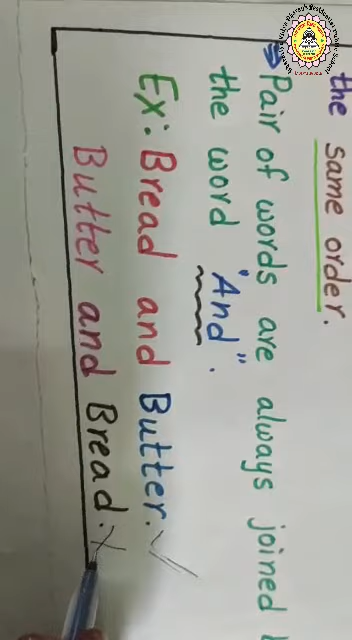 the same order.
Pair of words are always joined
the word "And".
Ex: Bread and Butter. ✓
Butter and Bread. ✗